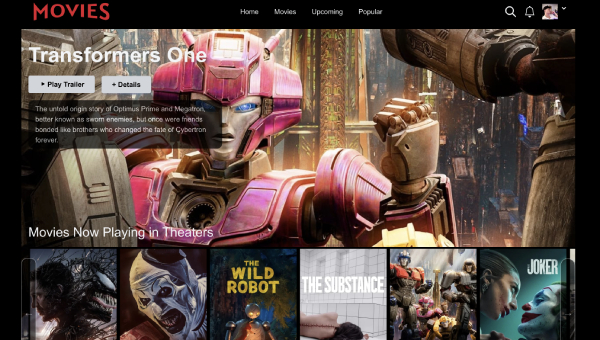 MOVIES
Home Movies Upcoming Popular
Transformers One
Play Trailer + Details
The untold origin story of Optimus Prime and Megatron,
better known as sworn enemies, but once were friends
bonded like brothers who changed the fate of Cybertron
forever.
Movies Now Playing in Theaters
THE
WILD
ROBOT
THE SUBSTANCE
JOKER